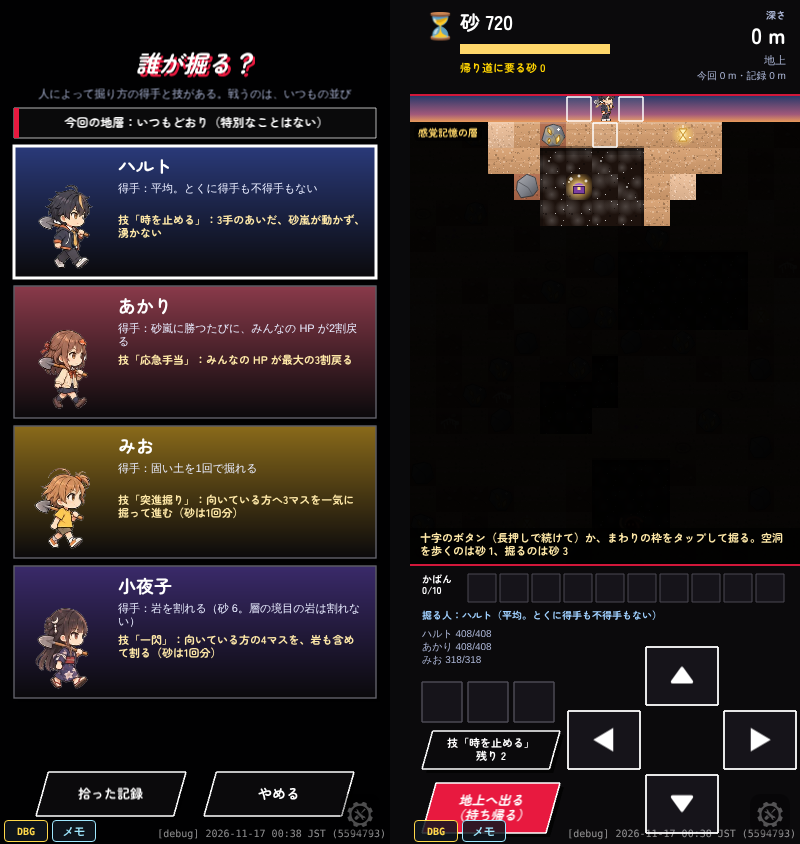 誰が掘る？
人によって掘り方の得手と技がある。戦うのは、いつもの並び
今回の地層：いつもどおり（特別なことはない）
ハルト
得手：平均。とくに得手も不得手もない
技「時を止める」：3手のあいだ、砂嵐が動かず、
湧かない
あかり
得手：砂嵐に勝つたびに、みんなの HP が2割戻
る
技「応急手当」：みんなの HP が最大の3割戻る
みお
得手：固い土を1回で掘れる
技「突進掘り」：向いている方へ3マスを一気に
掘って進む（砂は1回分）
小夜子
得手：岩を割れる（砂 6。層の境目の岩は割れな
い）
技「一閃」：向いている方の4マスを、岩も含め
て割る（砂は1回分）
拾った記録
やめる
DBG
メモ
[debug] 2026-11-17 00:38 JST (5594793)
砂 720
帰り道に要る砂 0
深さ
0 m
地上
今回 0 m・記録 0 m
感覚記憶の層
十字のボタン（長押しで続けて）か、まわりの枠をタップして掘る。空洞
を歩くのは砂 1、掘るのは砂 3
かばん
0/10
掘る人：ハルト（平均。とくに得手も不得手もない）
ハルト 408/408
あかり 408/408
みお 318/318
技「時を止める」
残り 2
地上へ出る
（持ち帰る）
DBG
メモ
[debug] 2026-11-17 00:38 JST (5594793)